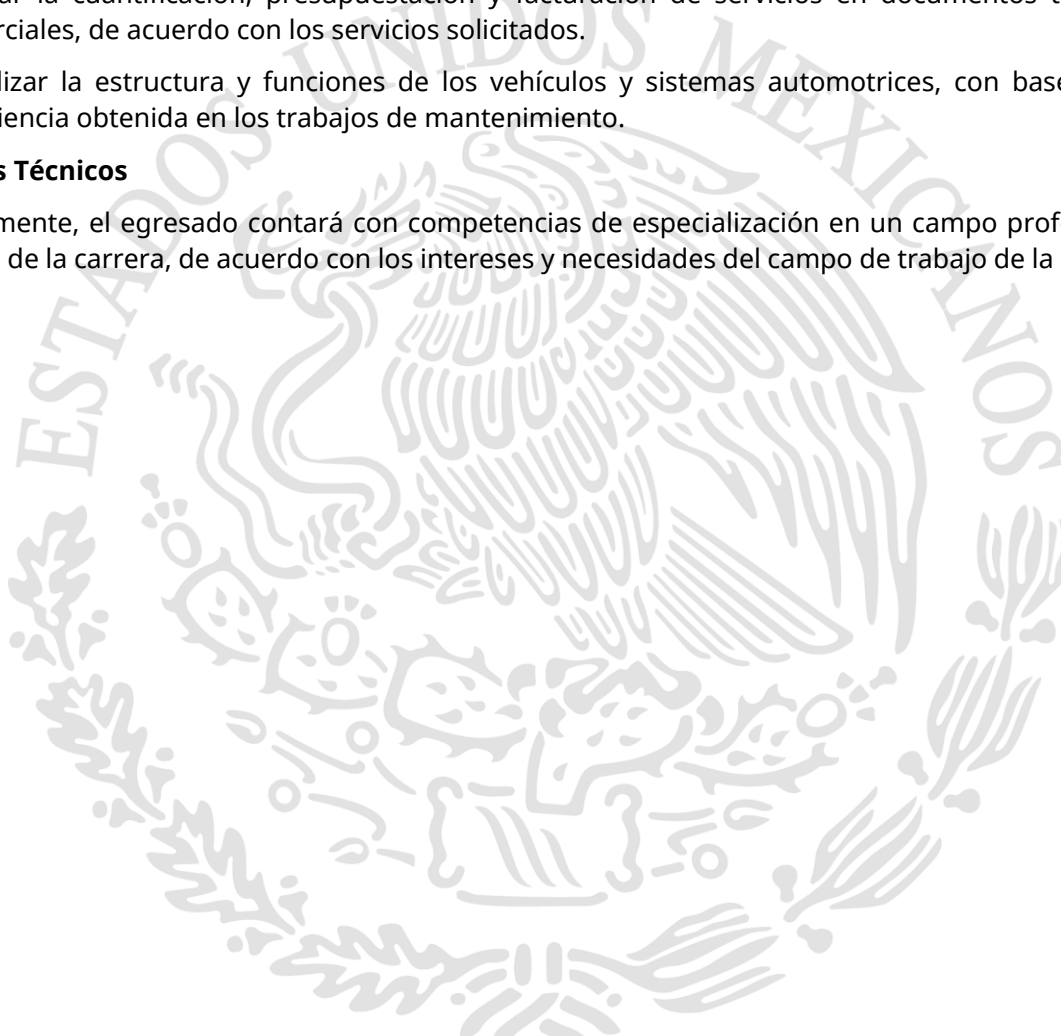 la cuantificación, presupuestación y facturación de servicios en documentos
rciales, de acuerdo con los servicios solicitados.
lizar la estructura y funciones de los vehículos y sistemas automotrices, con base
iencia obtenida en los trabajos de mantenimiento.
s Técnicos
mente, el egresado contará con competencias de especialización en un campo prof
de la carrera, de acuerdo con los intereses y necesidades del campo de trabajo de la
ESTADOS UNIDOS MEXICANOS